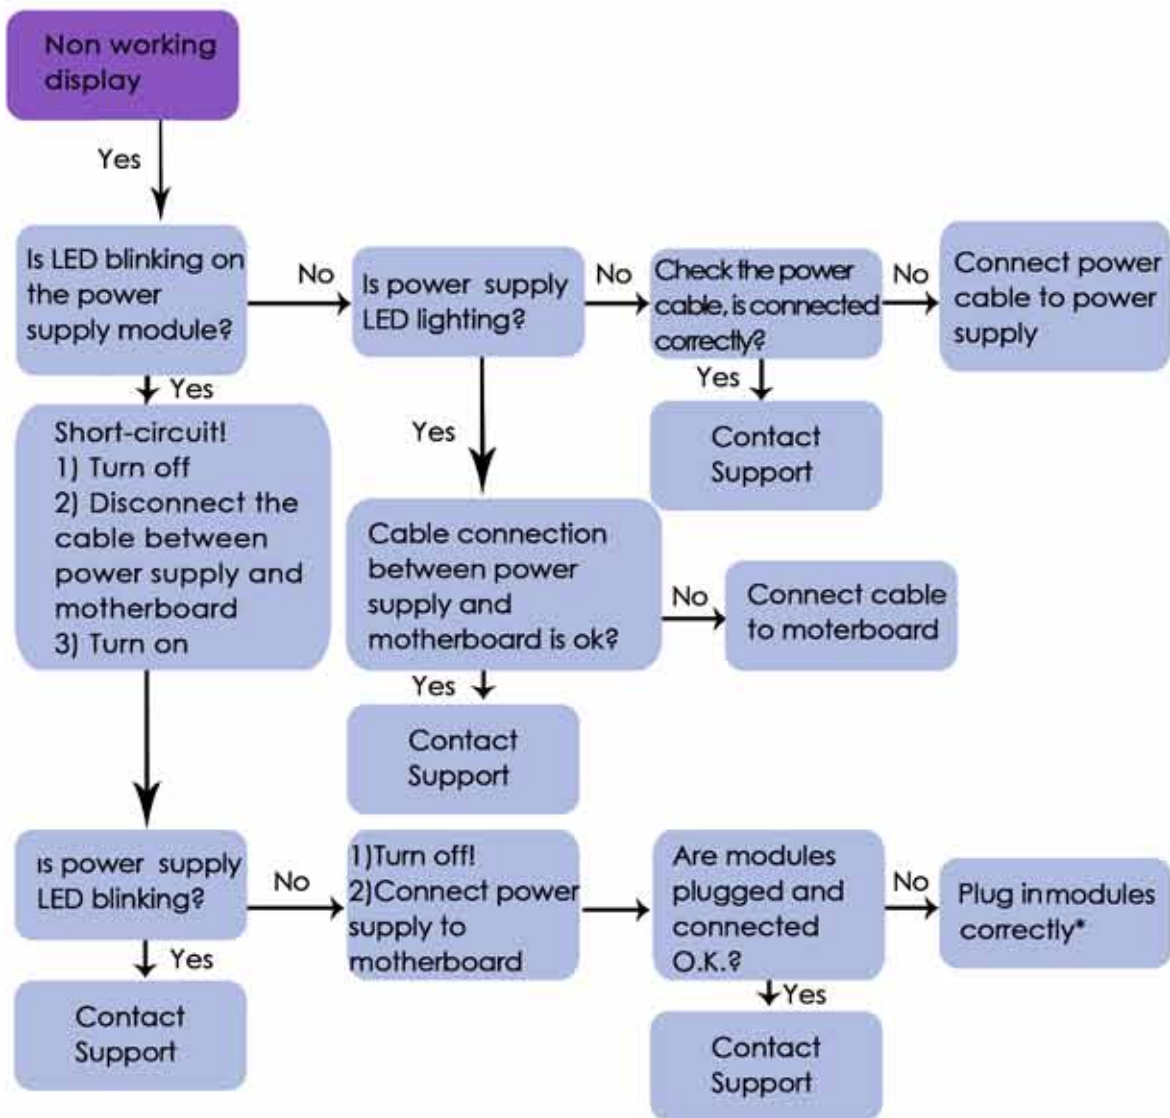 Non working
display
Yes
Is LED blinking on
the power
supply module?
No
Is power supply
LED lighting?
No
Check the power
cable, is connected
correctly?
No
Connect power
cable to power
supply
Yes
Short-circuit!
1) Turn off
2) Disconnect the
cable between
power supply and
motherboard
3) Turn on
Yes
Cable connection
between power
supply and
motherboard is ok?
Yes
Contact
Support
No
Connect cable
to moterboard
Yes
Contact
Support
is power supply
LED blinking?
No
1)Turn off!
2)Connect power
supply to
motherboard
Are modules
plugged and
connected
O.K.?
No
Plug in modules
correctly*
Yes
Contact
Support
Yes
Contact
Support